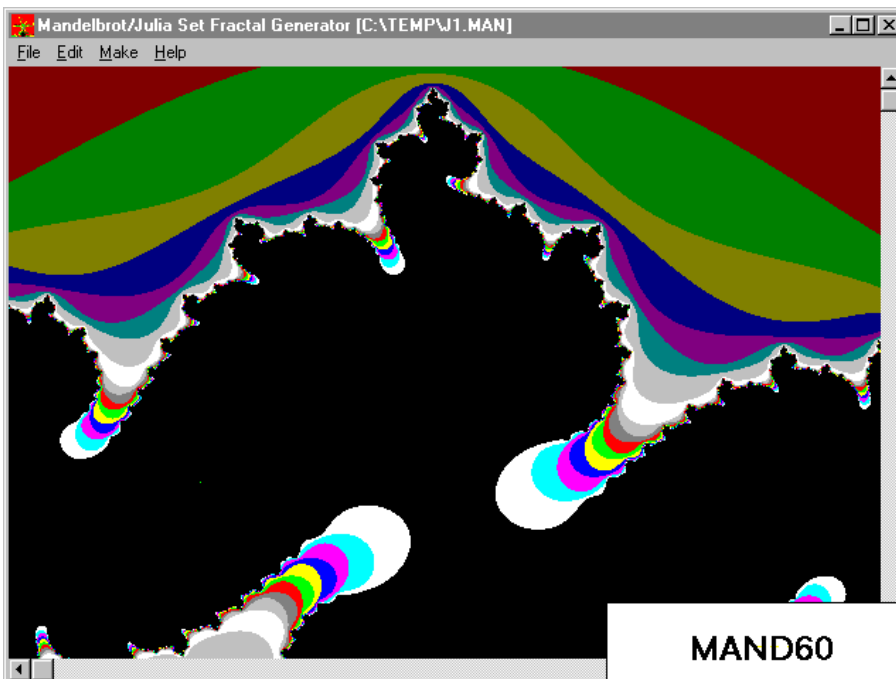 Mandelbrot/Julia Set Fractal Generator [C:\TEMP\J1.MAN]
File Edit Make Help
MAND60